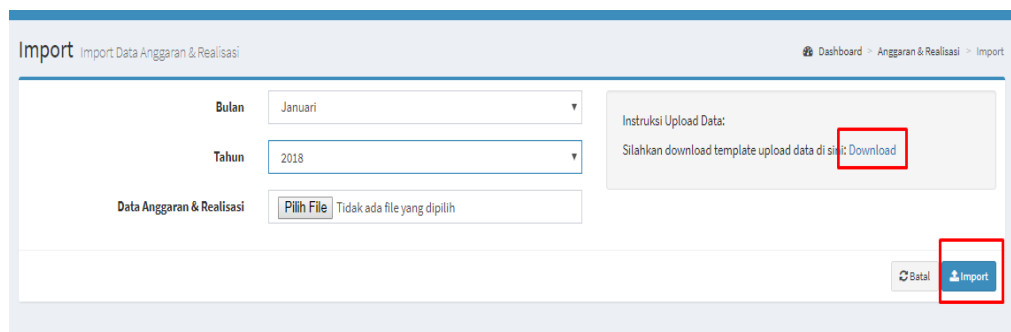 Import Import Data Anggaran & Realisasi
Dashboard > Anggaran & Realisasi > Import
Bulan Januari
Tahun 2018
Data Anggaran & Realisasi Pilih File Tidak ada file yang dipilih
Instruksi Upload Data:
Silahkan download template upload data di sini: Download
Batal Import